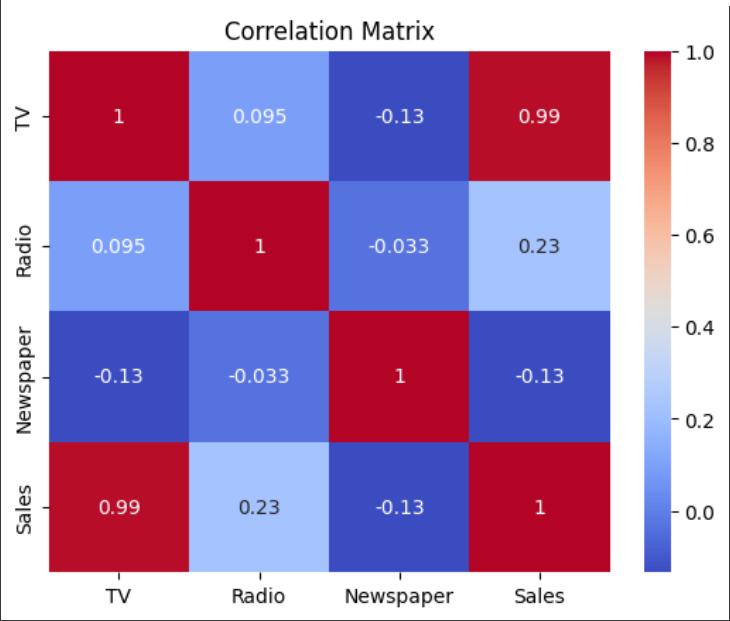 Correlation Matrix
TV 1 0.095 -0.13 0.99
Radio 0.095 1 -0.033 0.23
Newspaper -0.13 -0.033 1 -0.13
Sales 0.99 0.23 -0.13 1
TV Radio Newspaper Sales
1.0
0.8
0.6
0.4
0.2
0.0